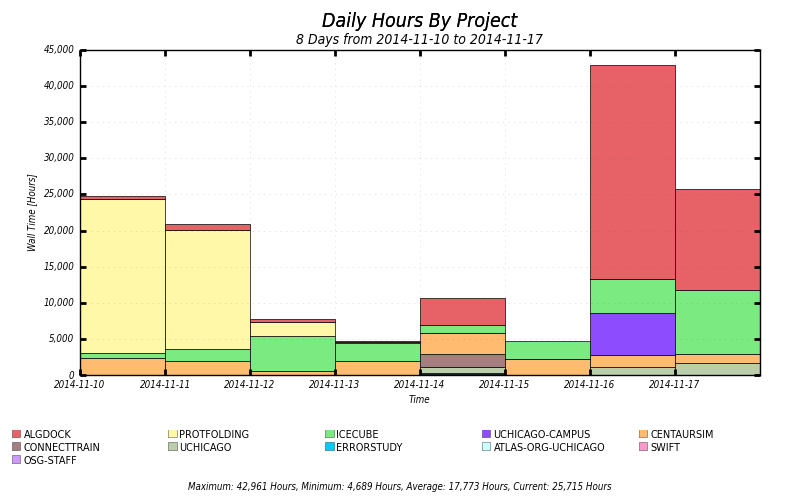 Daily Hours By Project
8 Days from 2014-11-10 to 2014-11-17
45,000
40,000
35,000
30,000
25,000
20,000
15,000
10,000
5,000
0
Wall Time [Hours]
2014-11-10 2014-11-11 2014-11-12 2014-11-13 2014-11-14 2014-11-15 2014-11-16 2014-11-17
Time
ALGDOCK PROTFOLDING ICECUBE UCHICAGO-CAMPUS CENTAURSIM
CONNECTTRAIN UCHICAGO ERRORSTUDY ATLAS-ORG-UCHICAGO SWIFT
OSG-STAFF
Maximum: 42,961 Hours, Minimum: 4,689 Hours, Average: 17,773 Hours, Current: 25,715 Hours